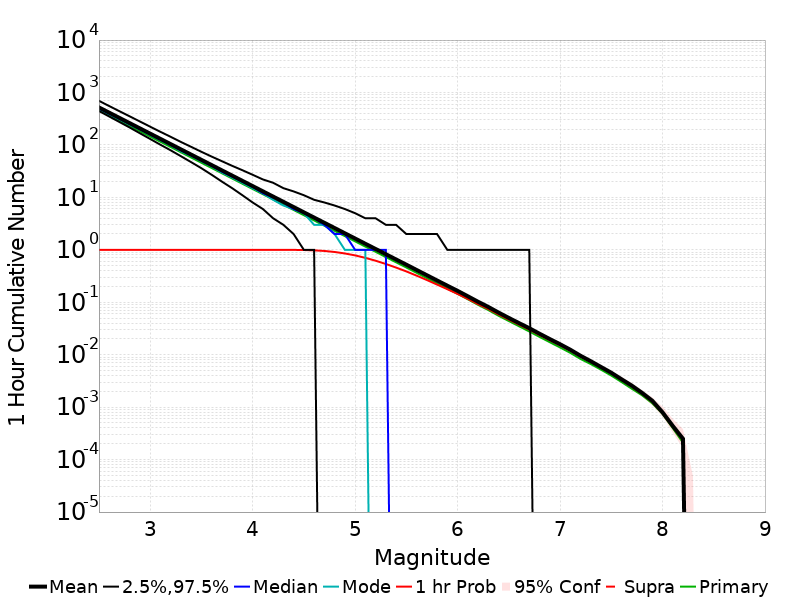 10^4
10^3
10^2
10^1
10^0
10^-1
10^-2
10^-3
10^-4
10^-5
1 Hour Cumulative Number
3 4 5 6 7 8 9
Magnitude
Mean 2.5%,97.5% Median Mode 1 hr Prob 95% Conf Supra Primary